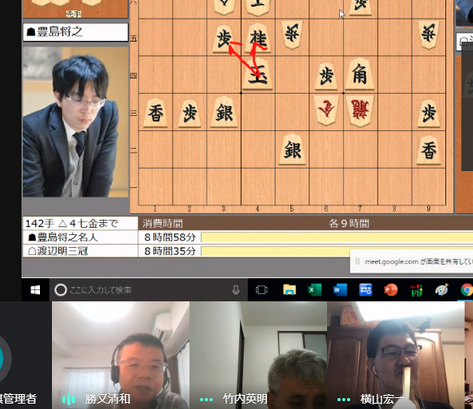 ☗豊島将之
歩 桂 歩 歩 五
玉 歩 角 四
香 歩 銀 龍 歩 三
銀 香 二
1 2 3 4 5 6 7 8 9
142手 △4七金まで 消費時間 各9時間
☗豊島将之名人 8時間58分
☖渡辺明三冠 8時間35分
meet.google.com が画面を共有してい
ここに入力して検索
管理者
勝又清和
竹内英明
横山宏一